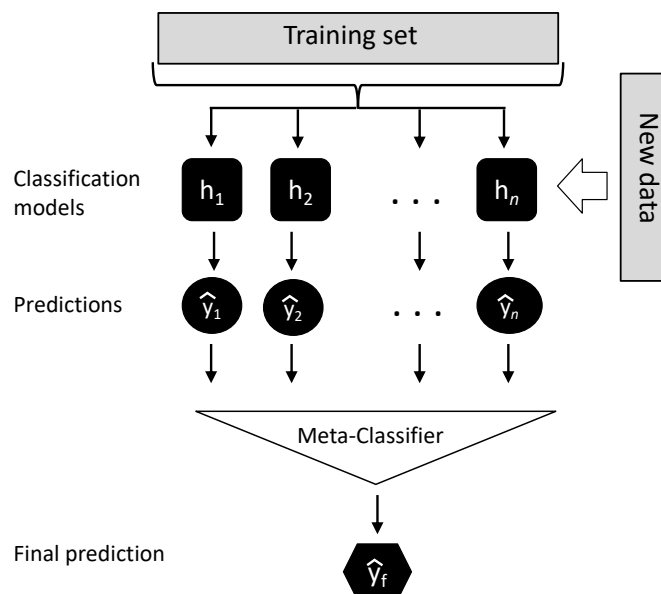 Training set
New data
Classification
models
h₁ h₂ . . . hₙ
Predictions
ŷ₁ ŷ₂ . . . ŷₙ
Meta-Classifier
Final prediction
ŷf